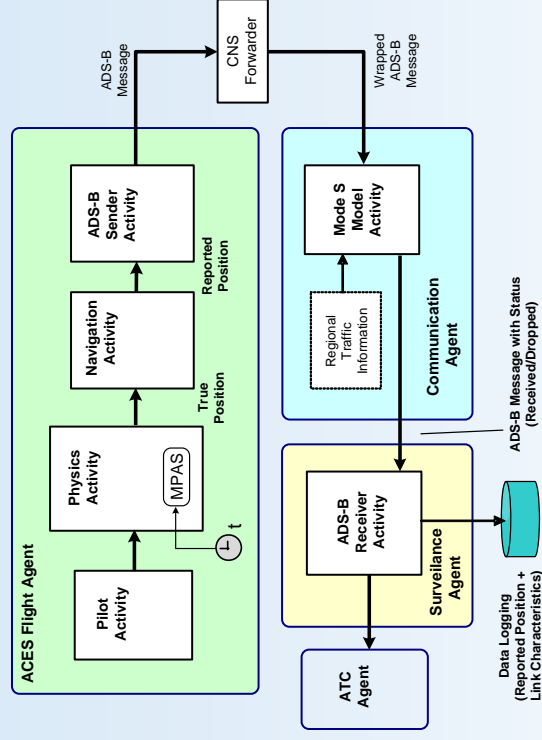 ACES Flight Agent
Pilot
Activity
Physics
Activity
MPAS
t
True
Position
Navigation
Activity
Reported
Position
ADS-B
Sender
Activity
ADS-B
Message
CNS
Forwarder
Wrapped
ADS-B
Message
Mode S
Model
Activity
Regional
Traffic
Information
Communication
Agent
ADS-B Message with Status
(Received/Dropped)
ADS-B
Receiver
Activity
Surveilance
Agent
ATC
Agent
Data Logging
(Reported Position +
Link Characteristics)